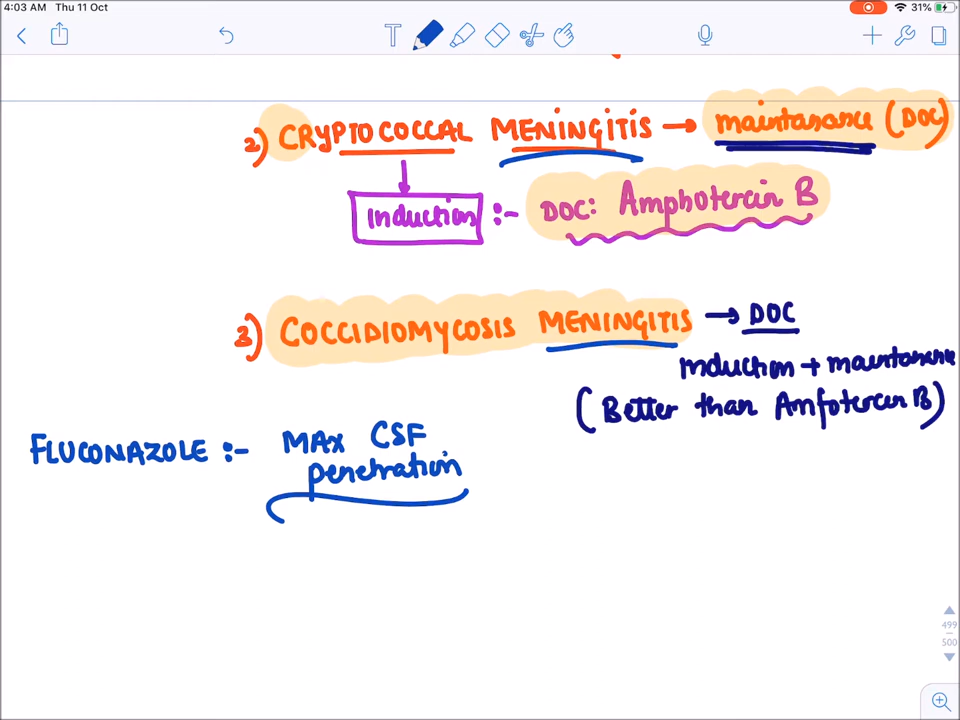 4:03 AM Thu 11 Oct
31%
T
2) CRYPTOCOCCAL MENINGITIS → maintanance (DOC)
Induction :- DOC: Amphotercin B
3) COCCIDIOMYCOSIS MENINGITIS → DOC
Induction + maintanance
(Better than Amfotercin B)
FLUCONAZOLE :- MAX CSF
penetration
499
500